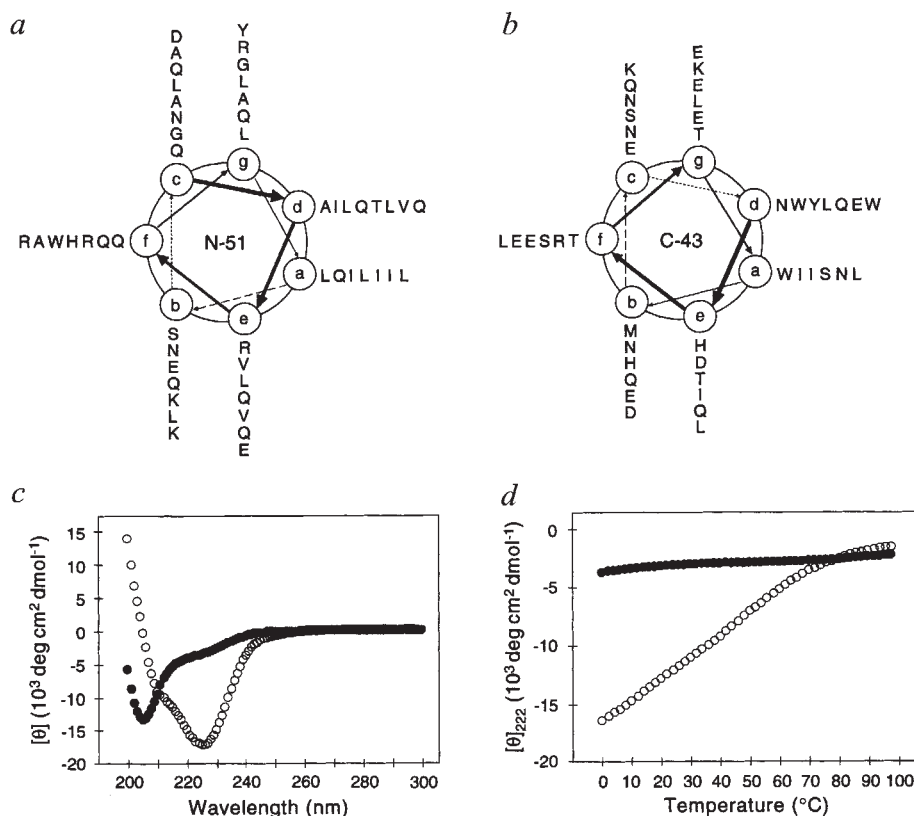 a
DAQLANGQ
YRGLAQL
c
g
d
AILQTLVQ
RAWHRQQ
f
N-51
a
LQILIIL
b
e
SNEQKLK
RVLQVQE
b
KQNSNE
EKELET
c
g
d
NWYLQEW
LEESRT
f
C-43
a
WIISNL
b
e
MNHQED
HDTIQL
c
[θ] (10³ deg cm² dmol⁻¹)
15
10
5
0
-5
-10
-15
-20
200 220 240 260 280 300
Wavelength (nm)
d
[θ]₂₂₂ (10³ deg cm² dmol⁻¹)
0
-5
-10
-15
-20
0 10 20 30 40 50 60 70 80 90 100
Temperature (°C)